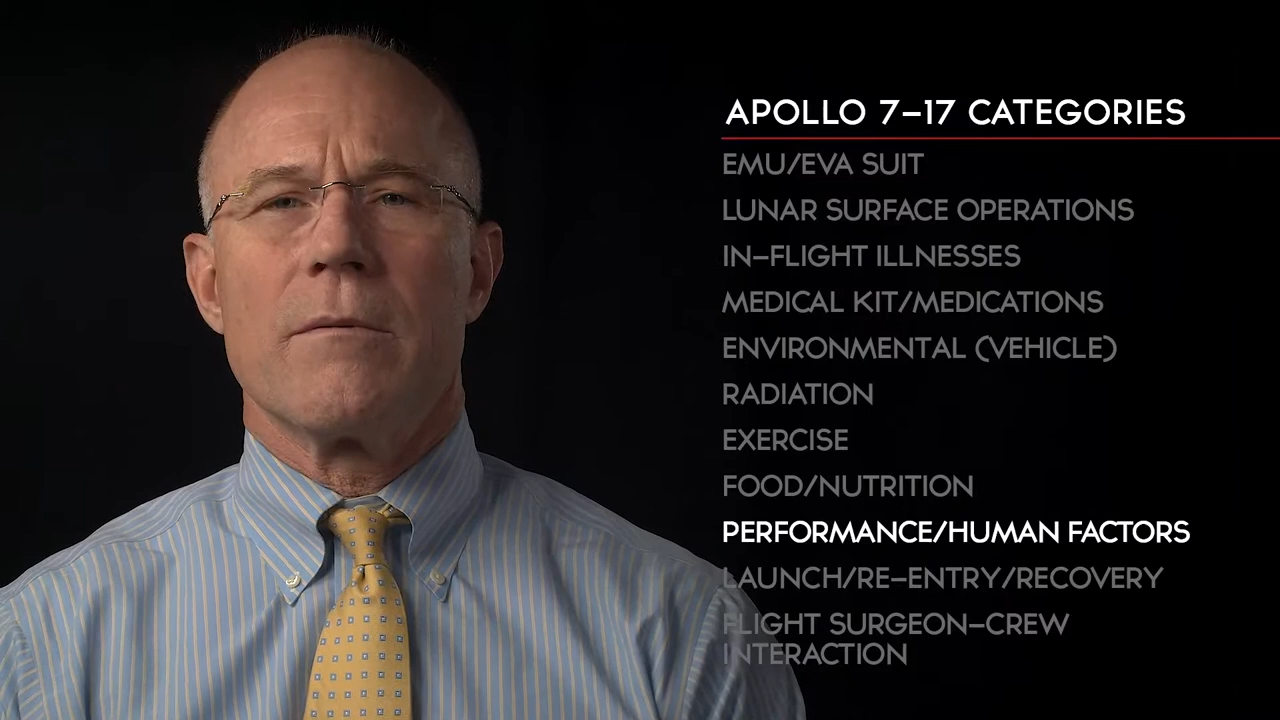 APOLLO 7–17 CATEGORIES
EMU/EVA SUIT
LUNAR SURFACE OPERATIONS
IN–FLIGHT ILLNESSES
MEDICAL KIT/MEDICATIONS
ENVIRONMENTAL (VEHICLE)
RADIATION
EXERCISE
FOOD/NUTRITION
PERFORMANCE/HUMAN FACTORS
LAUNCH/RE–ENTRY/RECOVERY
FLIGHT SURGEON–CREW
INTERACTION